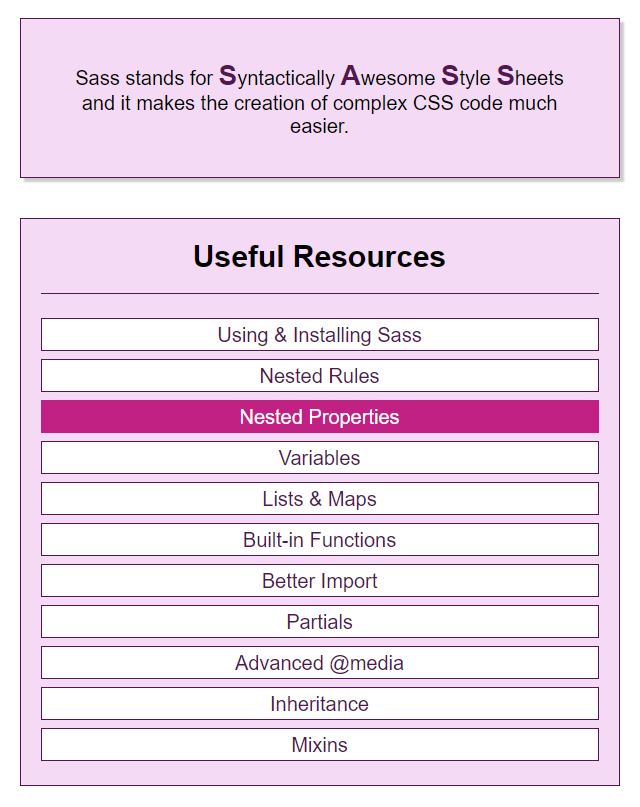 Sass stands for Syntactically Awesome Style Sheets
and it makes the creation of complex CSS code much
easier.
Useful Resources
Using & Installing Sass
Nested Rules
Nested Properties
Variables
Lists & Maps
Built-in Functions
Better Import
Partials
Advanced @media
Inheritance
Mixins